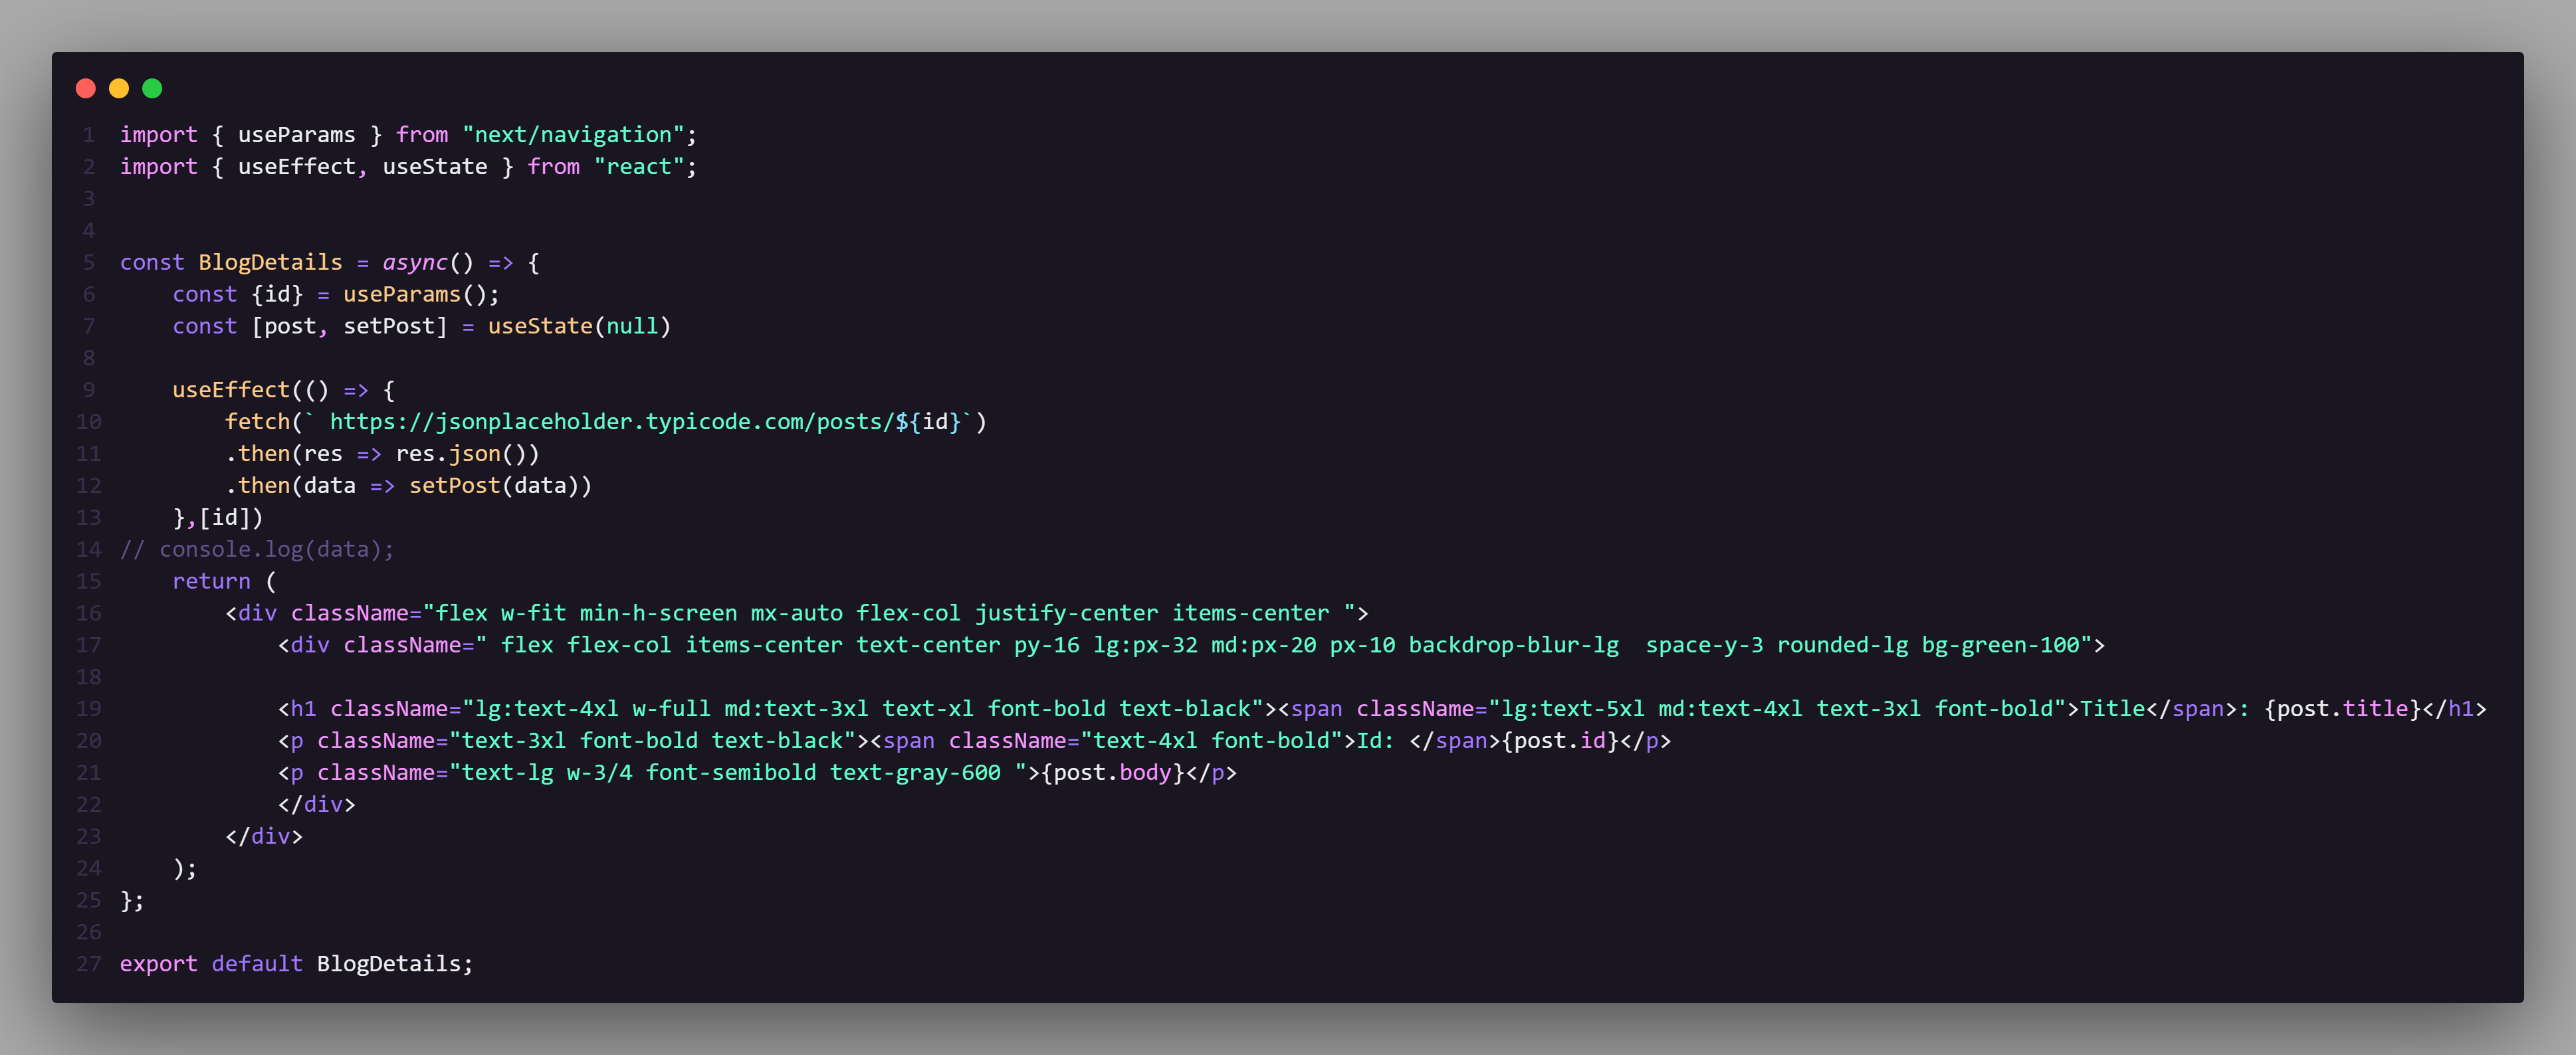 1 import { useParams } from "next/navigation";
2 import { useEffect, useState } from "react";
3
4
5 const BlogDetails = async() => {
6     const {id} = useParams();
7     const [post, setPost] = useState(null)
8
9     useEffect(() => {
10         fetch(` https://jsonplaceholder.typicode.com/posts/${id}`)
11         .then(res => res.json())
12         .then(data => setPost(data))
13     },[id])
14 // console.log(data);
15     return (
16         <div className="flex w-fit min-h-screen mx-auto flex-col justify-center items-center ">
17             <div className=" flex flex-col items-center text-center py-16 lg:px-32 md:px-20 px-10 backdrop-blur-lg  space-y-3 rounded-lg bg-green-100">
18
19             <h1 className="lg:text-4xl w-full md:text-3xl text-xl font-bold text-black"><span className="lg:text-5xl md:text-4xl text-3xl font-bold">Title</span>: {post.title}</h1>
20             <p className="text-3xl font-bold text-black"><span className="text-4xl font-bold">Id: </span>{post.id}</p>
21             <p className="text-lg w-3/4 font-semibold text-gray-600 ">{post.body}</p>
22             </div>
23         </div>
24     );
25 };
26
27 export default BlogDetails;